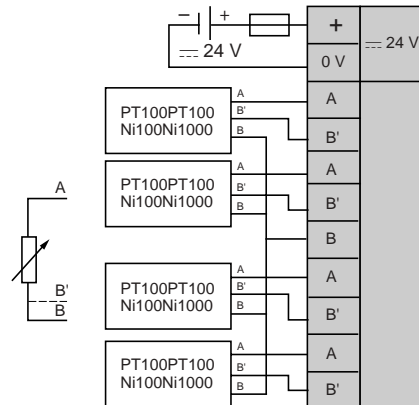 − +
24 V
+
0 V
24 V
PT100PT100
Ni100Ni1000
A
B'
B
A
B'
PT100PT100
Ni100Ni1000
A
B'
B
A
B'
B
A
B'
B
PT100PT100
Ni100Ni1000
A
B'
B
A
B'
PT100PT100
Ni100Ni1000
A
B'
B
A
B'